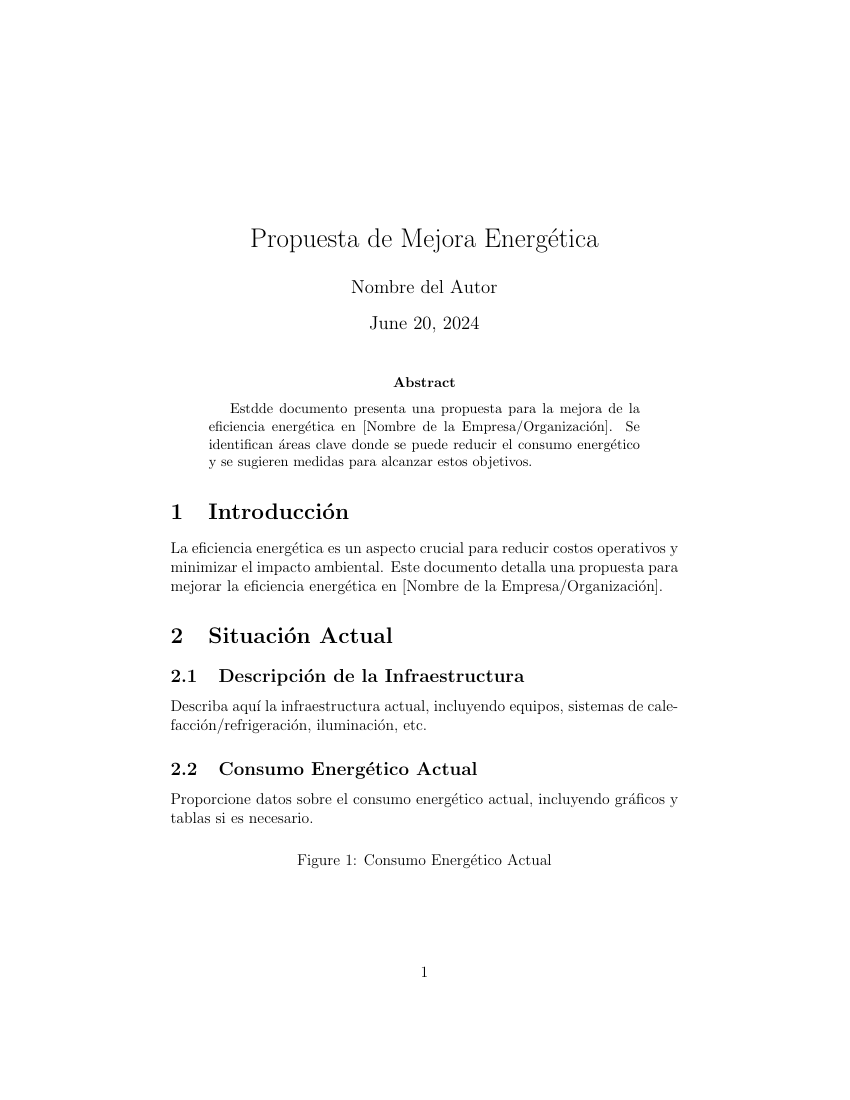 Propuesta de Mejora Energética
Nombre del Autor
June 20, 2024
Abstract
Estdde documento presenta una propuesta para la mejora de la
eficiencia energética en [Nombre de la Empresa/Organización]. Se
identifican áreas clave donde se puede reducir el consumo energético
y se sugieren medidas para alcanzar estos objetivos.
1 Introducción
La eficiencia energética es un aspecto crucial para reducir costos operativos y
minimizar el impacto ambiental. Este documento detalla una propuesta para
mejorar la eficiencia energética en [Nombre de la Empresa/Organización].
2 Situación Actual
2.1 Descripción de la Infraestructura
Describa aquí la infraestructura actual, incluyendo equipos, sistemas de cale-
facción/refrigeración, iluminación, etc.
2.2 Consumo Energético Actual
Proporcione datos sobre el consumo energético actual, incluyendo gráficos y
tablas si es necesario.
Figure 1: Consumo Energético Actual
1